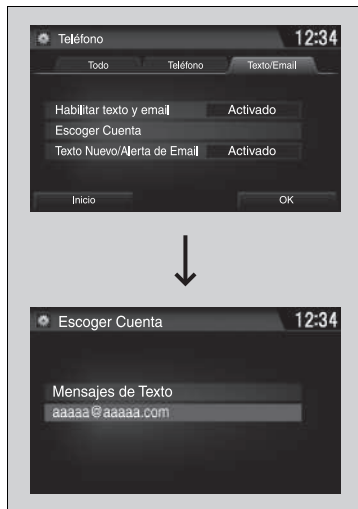 Teléfono 12:34
Todo Teléfono Texto/Email
Habilitar texto y email Activado
Escoger Cuenta
Texto Nuevo/Alerta de Email Activado
Inicio OK
Escoger Cuenta 12:34
Mensajes de Texto
aaaaa@aaaaa.com